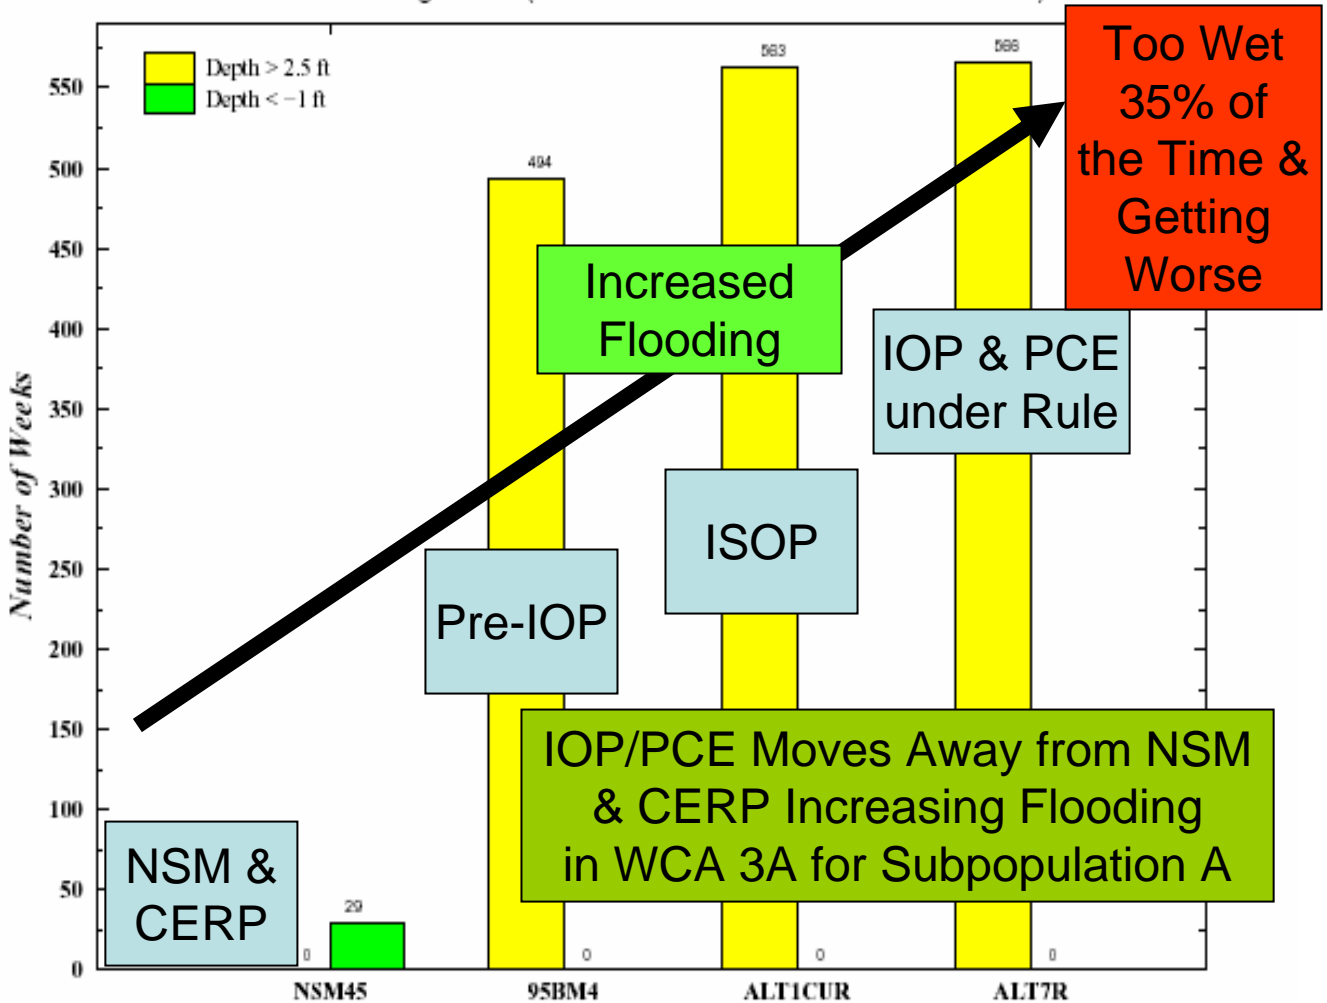 Depth > 2.5 ft
Depth < −1 ft
Too Wet
35% of
the Time &
Getting
Worse
Increased
Flooding
IOP & PCE
under Rule
ISOP
Pre-IOP
IOP/PCE Moves Away from NSM
& CERP Increasing Flooding
in WCA 3A for Subpopulation A
NSM &
CERP
Number of Weeks
550
500
450
400
350
300
250
200
150
100
50
0
0
29
494
0
563
0
566
0
NSM45
95BM4
ALT1CUR
ALT7R